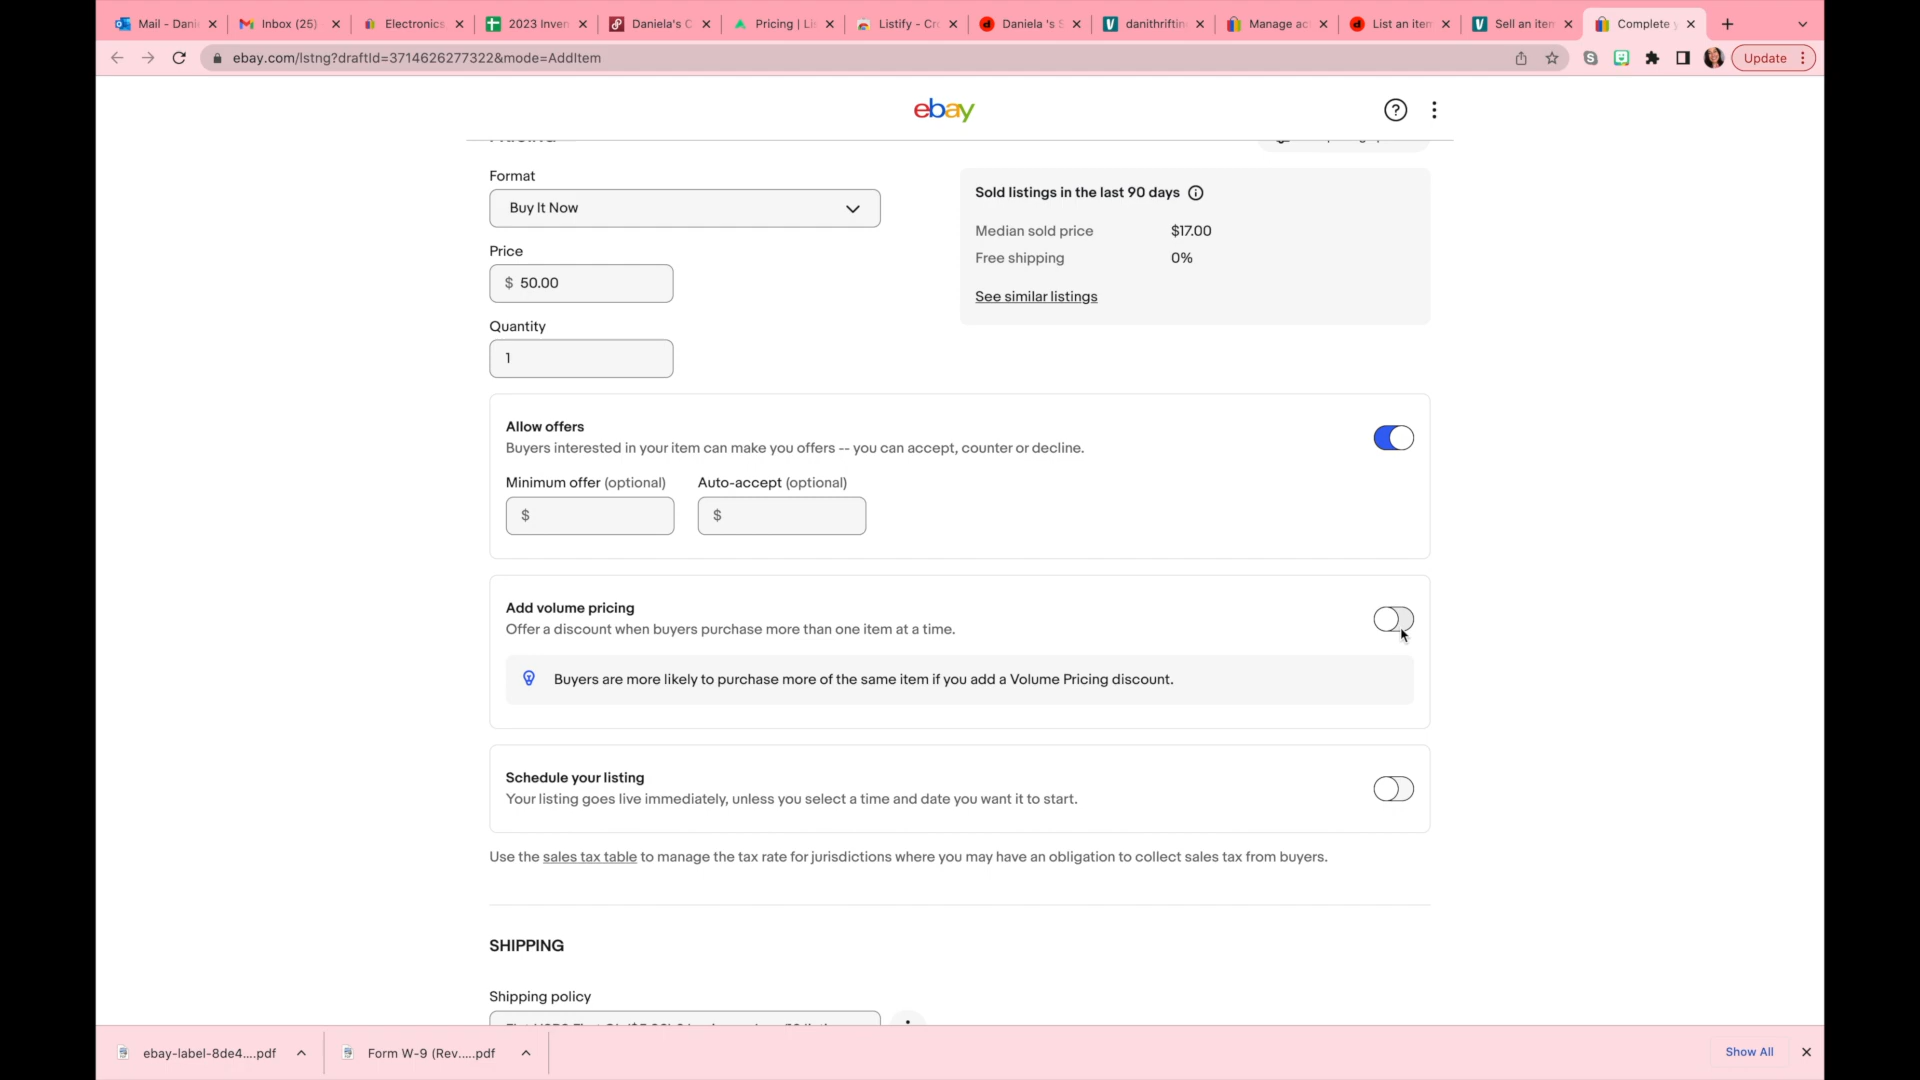 Mail - Dani
Inbox (25)
Electronics
2023 Inven
Daniela's C
Pricing | Li
Listify - Cr
Daniela 's S
danithriftin
Manage ac
List an item
Sell an item
Complete
ebay.com/lstng?draftId=3714626277322&mode=AddItem
Update
ebay
Format
Buy It Now
Price
$ 50.00
Quantity
1
Sold listings in the last 90 days
Median sold price $17.00
Free shipping 0%
See similar listings
Allow offers
Buyers interested in your item can make you offers -- you can accept, counter or decline.
Minimum offer (optional) Auto-accept (optional)
$ $
Add volume pricing
Offer a discount when buyers purchase more than one item at a time.
Buyers are more likely to purchase more of the same item if you add a Volume Pricing discount.
Schedule your listing
Your listing goes live immediately, unless you select a time and date you want it to start.
Use the sales tax table to manage the tax rate for jurisdictions where you may have an obligation to collect sales tax from buyers.
SHIPPING
Shipping policy
ebay-label-8de4....pdf
Form W-9 (Rev.....pdf
Show All